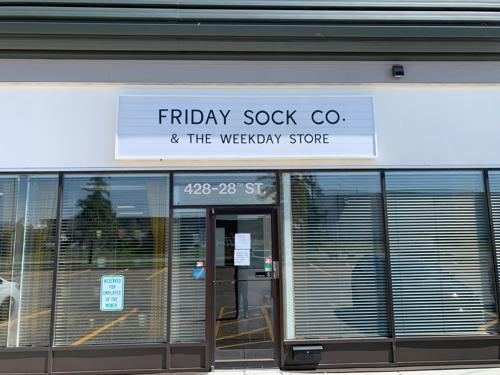 FRIDAY SOCK CO.
& THE WEEKDAY STORE
428-28TH ST.
RESERVED
FOR
EMPLOYEE
OF THE
MONTH